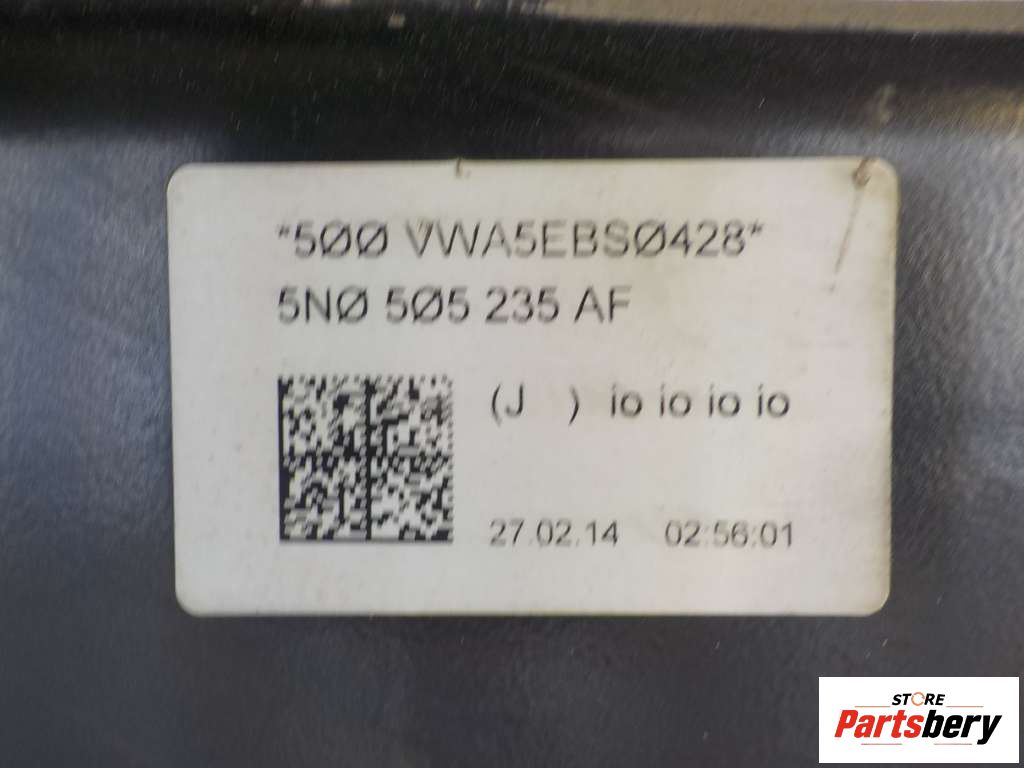 *5ØØ VWA5EBSØ428*
5NØ 5Ø5 235 AF
(J ) io io io io
27.02.14 02:56:01
STORE
Partsbery